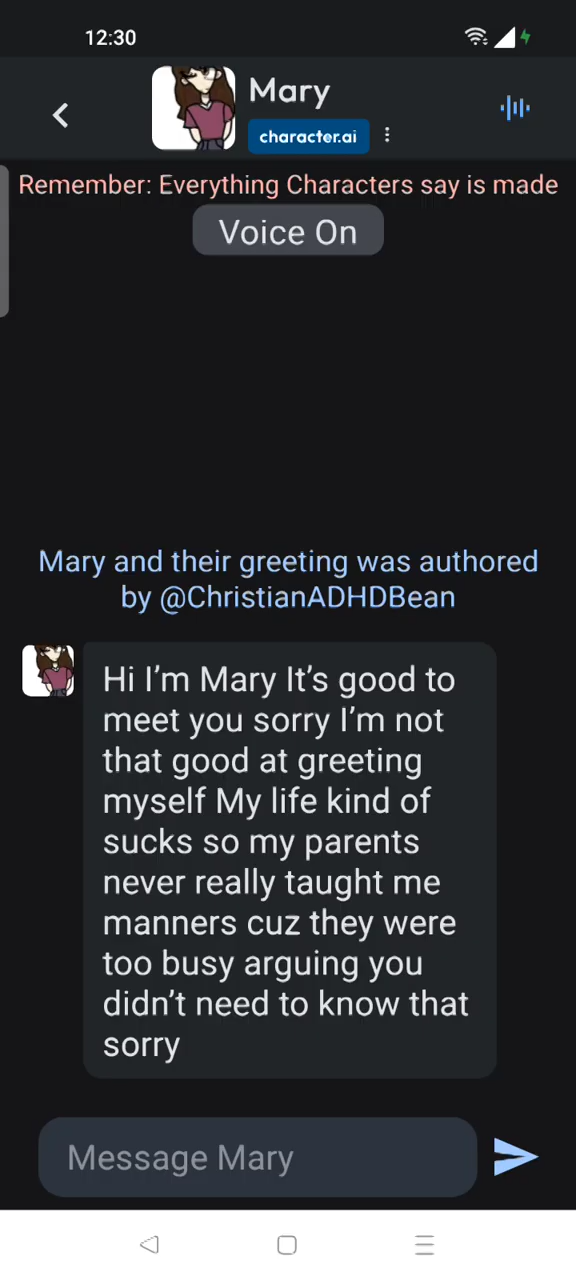 12:30
Mary
character.ai
Remember: Everything Characters say is made
Voice On
Mary and their greeting was authored
by @ChristianADHDBean
Hi I’m Mary It’s good to
meet you sorry I’m not
that good at greeting
myself My life kind of
sucks so my parents
never really taught me
manners cuz they were
too busy arguing you
didn’t need to know that
sorry
Message Mary